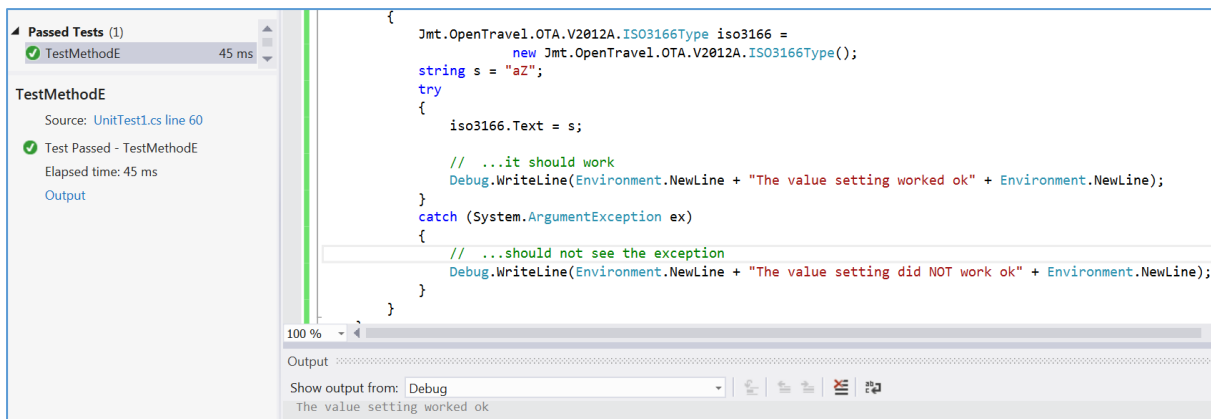 Passed Tests (1)
TestMethodE 45 ms
TestMethodE
Source: UnitTest1.cs line 60
Test Passed - TestMethodE
Elapsed time: 45 ms
Output
{
Jmt.OpenTravel.OTA.V2012A.ISO3166Type iso3166 =
new Jmt.OpenTravel.OTA.V2012A.ISO3166Type();
string s = "aZ";
try
{
iso3166.Text = s;
// ...it should work
Debug.WriteLine(Environment.NewLine + "The value setting worked ok" + Environment.NewLine);
}
catch (System.ArgumentException ex)
{
// ...should not see the exception
Debug.WriteLine(Environment.NewLine + "The value setting did NOT work ok" + Environment.NewLine);
}
}
100 %
Output
Show output from: Debug
The value setting worked ok